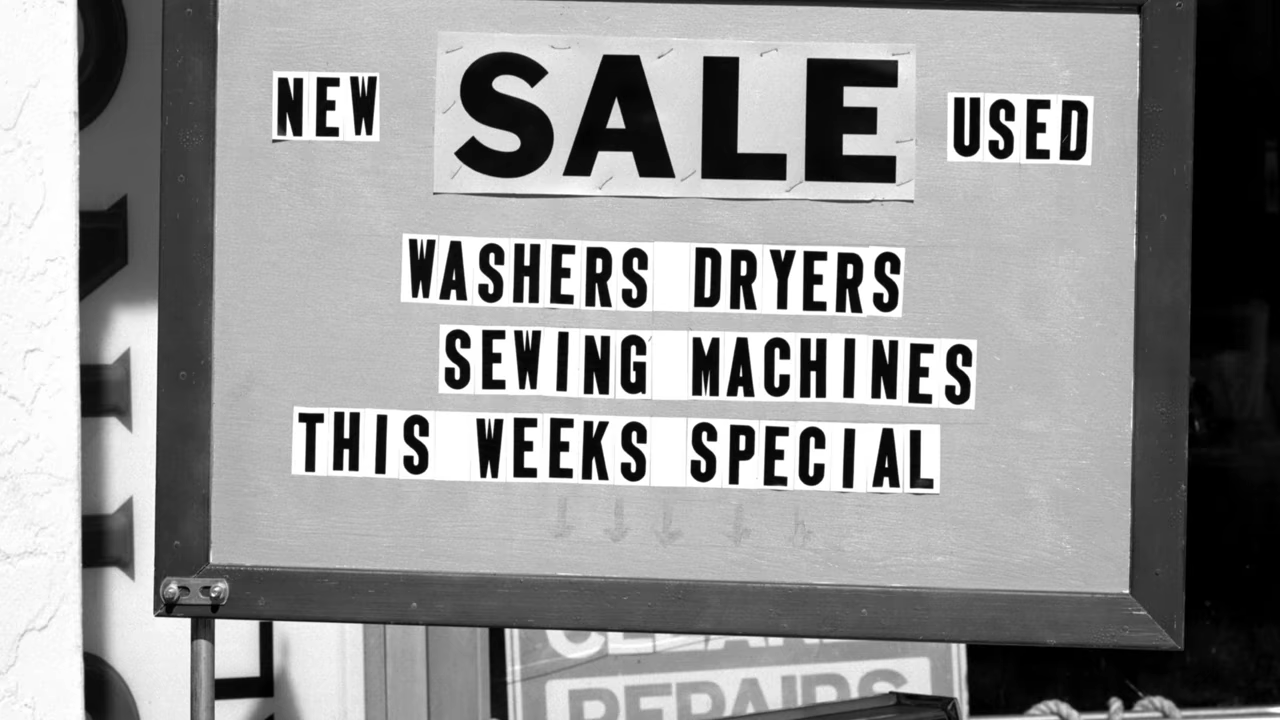 NEW SALE USED
WASHERS DRYERS
SEWING MACHINES
THIS WEEKS SPECIAL
REPAIRS